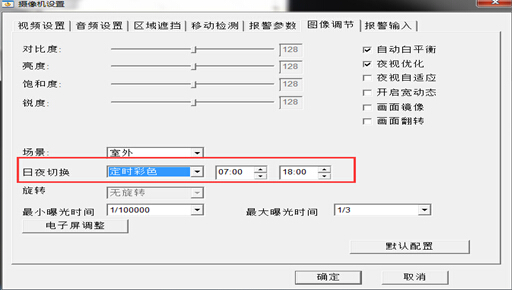 摄像机设置
视频设置 音频设置 区域遮挡 移动检测 报警参数 图像调节 报警输入
对比度: 128 自动白平衡
亮度: 128 夜视优化
饱和度: 128 夜视自适应
锐度: 128 开启宽动态
画面镜像
画面翻转
场景: 室外
日夜切换 定时彩色 07:00 18:00
旋转 无旋转
最小曝光时间 1/100000 最大曝光时间 1/3
电子屏调整
默认配置
确定 取消